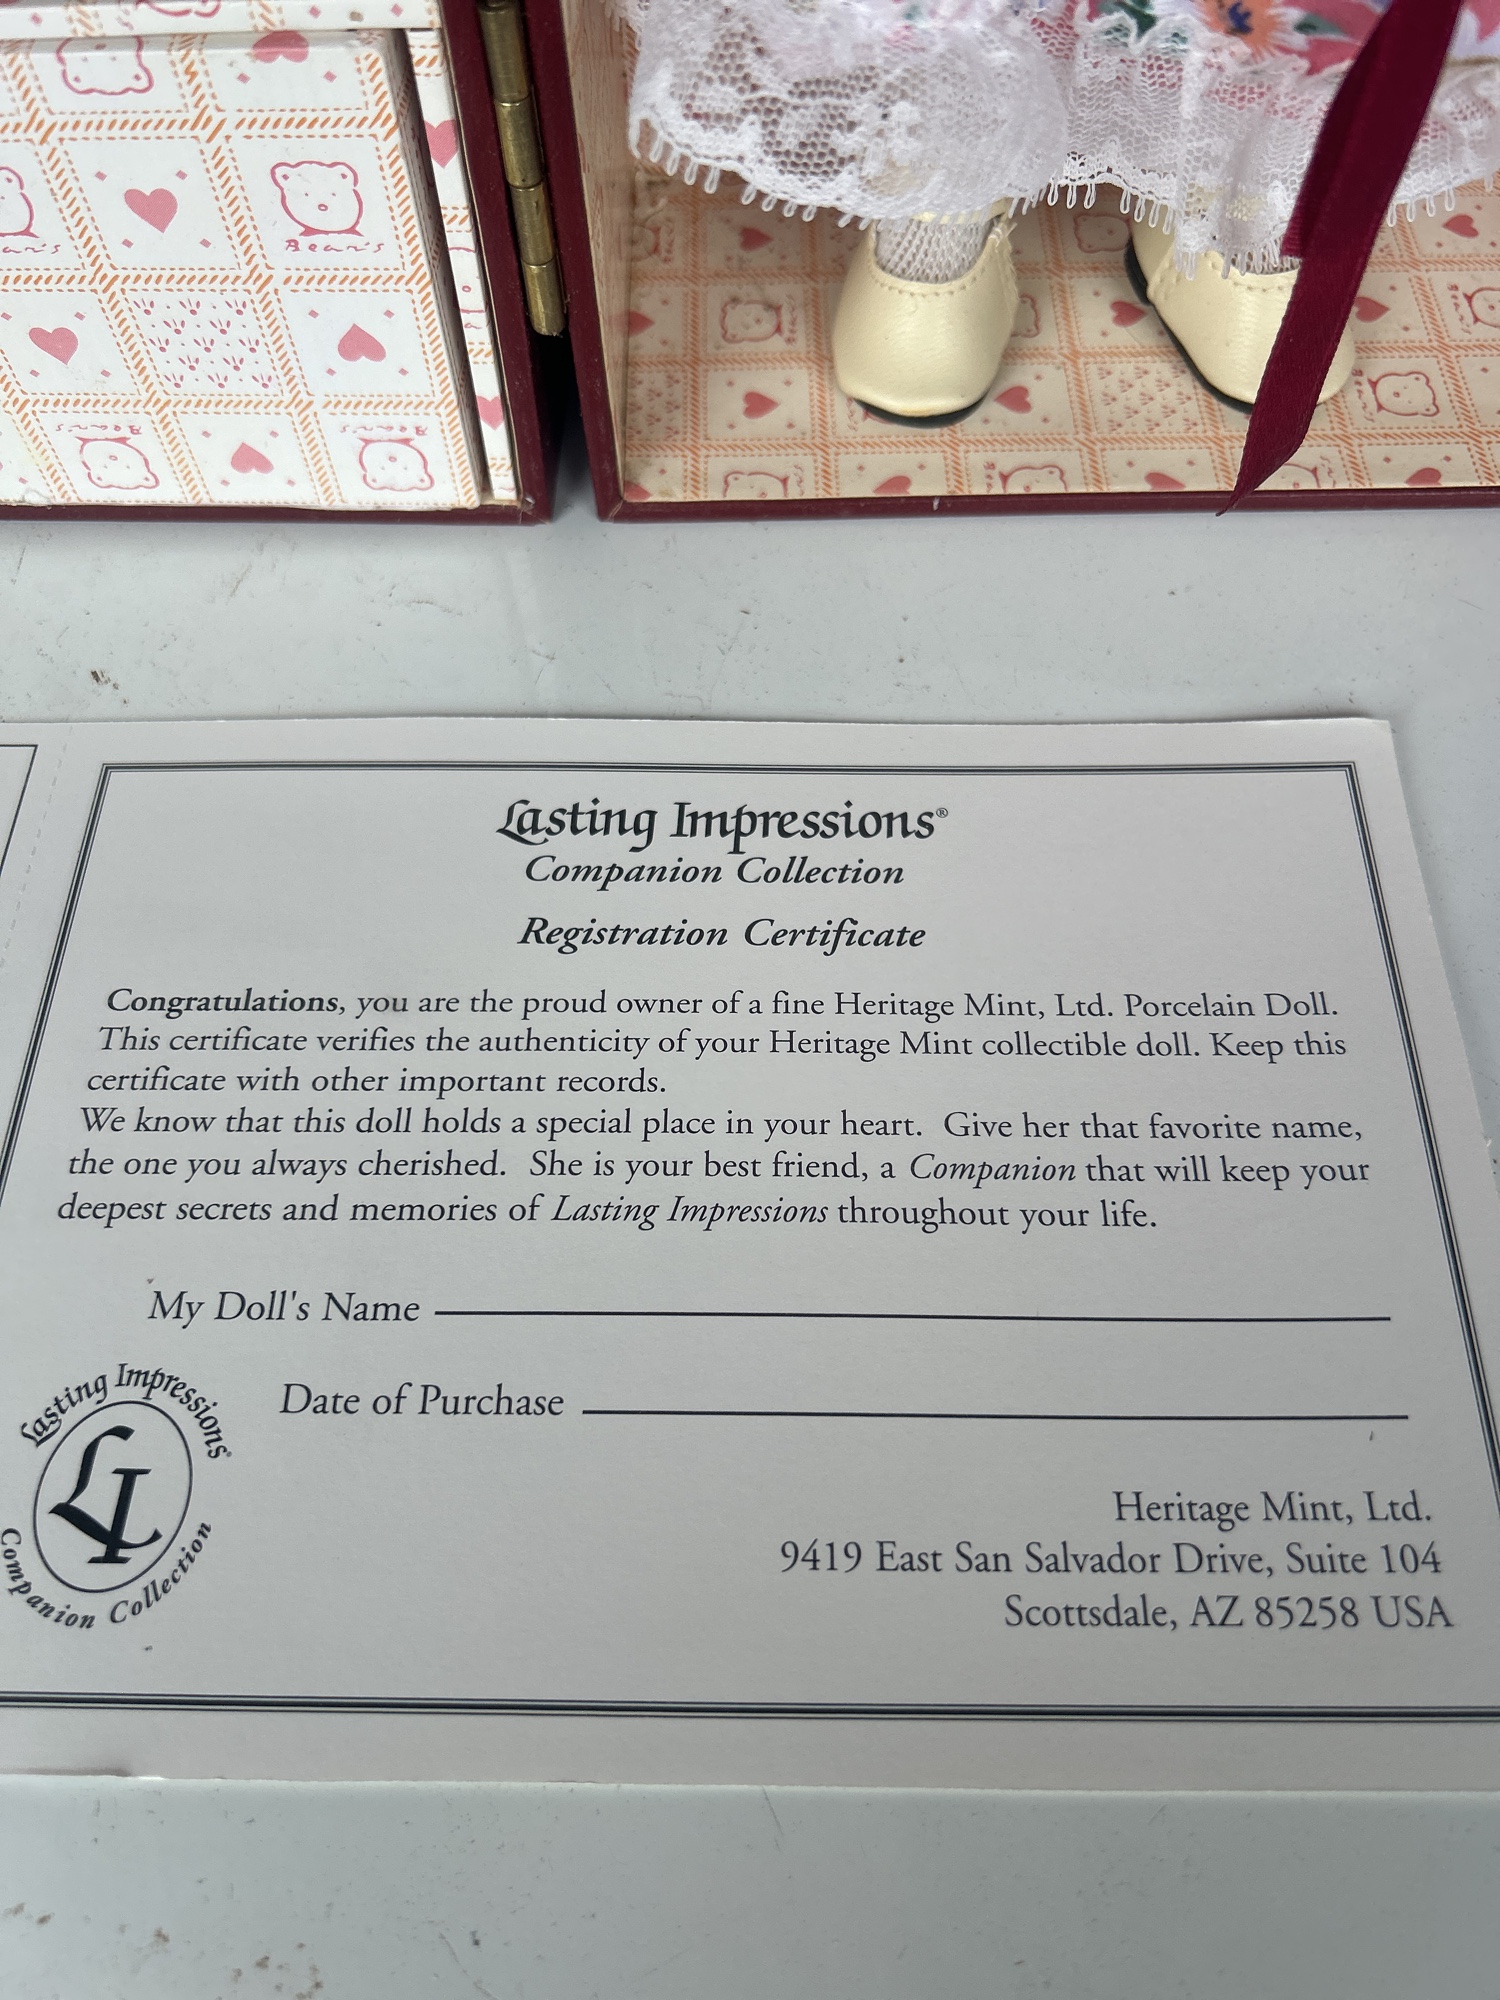 Bear's
Bear's
Bear's
Bear's
Lasting Impressions®
Companion Collection
Registration Certificate
Congratulations, you are the proud owner of a fine Heritage Mint, Ltd. Porcelain Doll.
This certificate verifies the authenticity of your Heritage Mint collectible doll. Keep this
certificate with other important records.
We know that this doll holds a special place in your heart.  Give her that favorite name,
the one you always cherished.  She is your best friend, a Companion that will keep your
deepest secrets and memories of Lasting Impressions throughout your life.
My Doll's Name
Date of Purchase
Lasting Impressions®
LI
Companion Collection
Heritage Mint, Ltd.
9419 East San Salvador Drive, Suite 104
Scottsdale, AZ 85258 USA